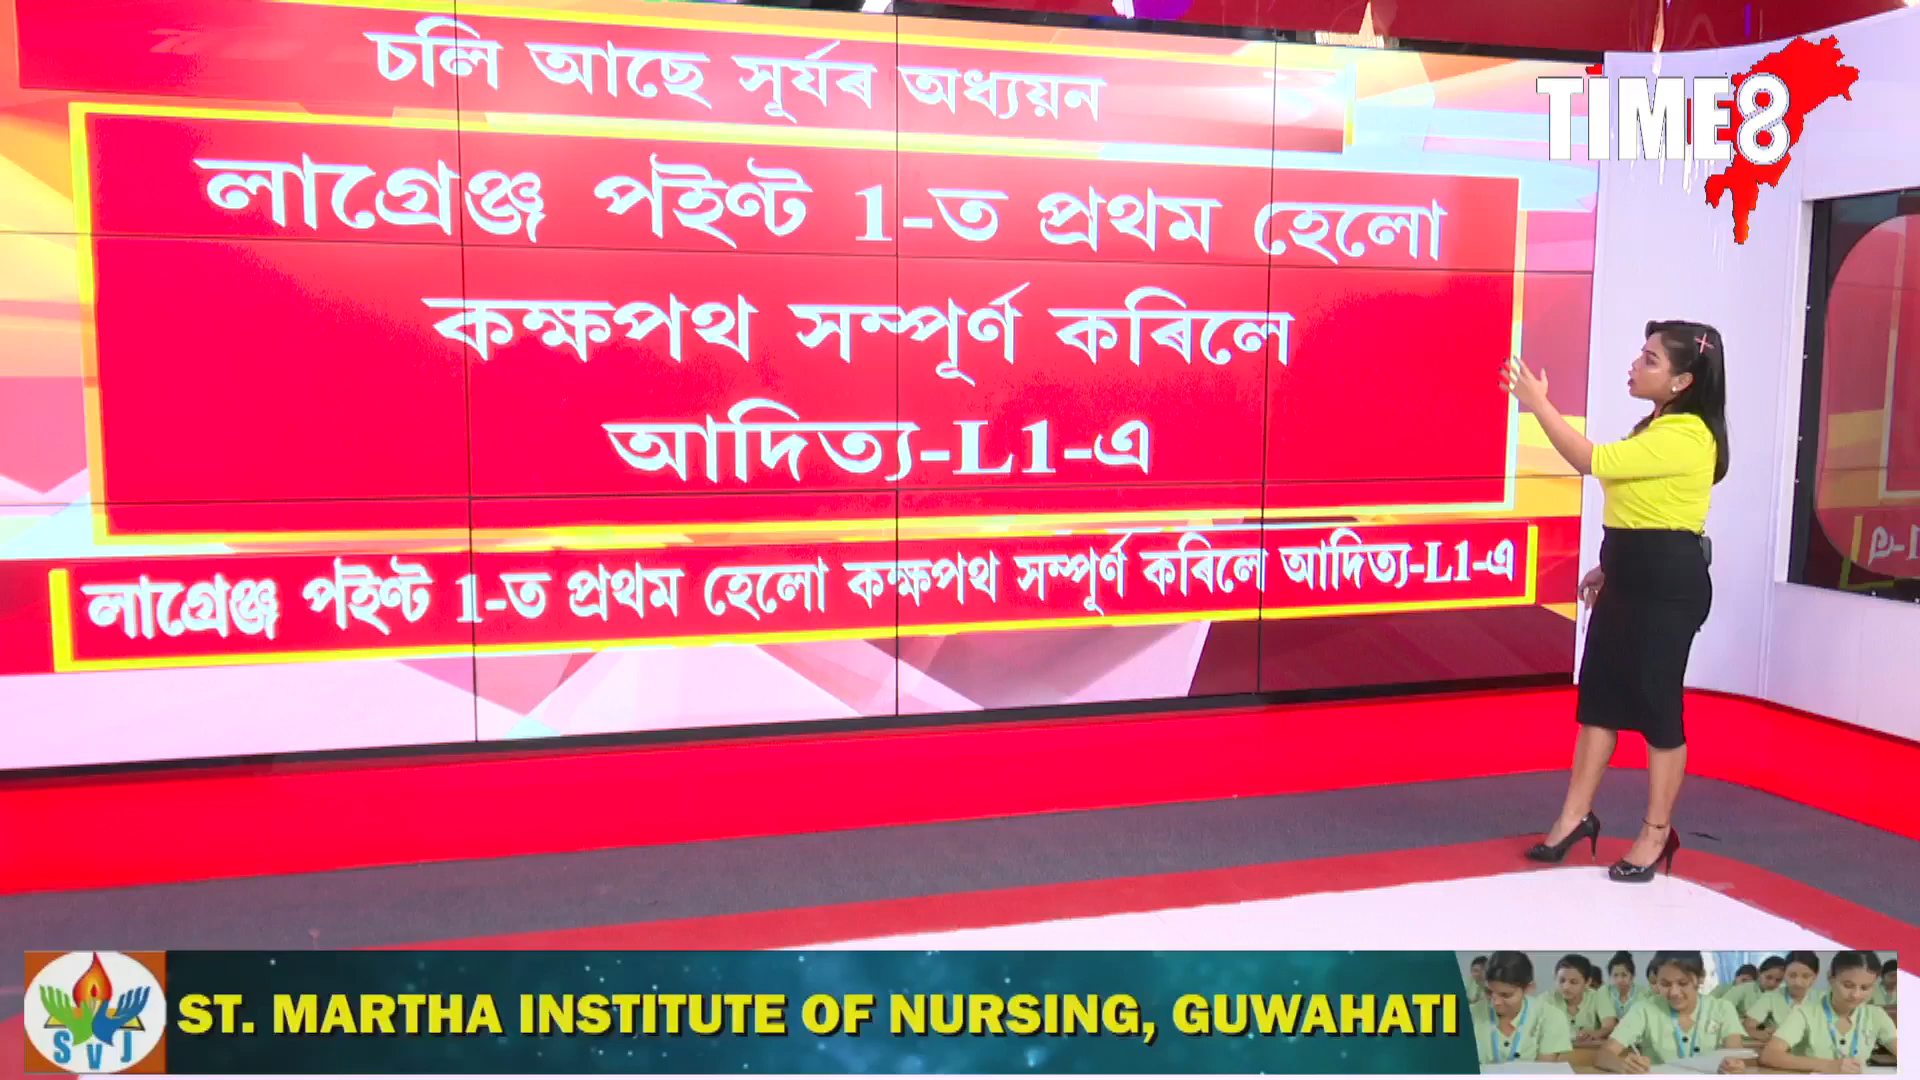 চলি আছে সূৰ্যৰ অধ্যয়ন
TIME8
লাগ্ৰেঞ্জ পইণ্ট 1-ত প্ৰথম হেলো
কক্ষপথ সম্পূৰ্ণ কৰিলে
আদিত্য-L1-এ
লাগ্ৰেঞ্জ পইণ্ট 1-ত প্ৰথম হেলো কক্ষপথ সম্পূৰ্ণ কৰিলে আদিত্য-L1-এ
SVJ
ST. MARTHA INSTITUTE OF NURSING, GUWAHATI